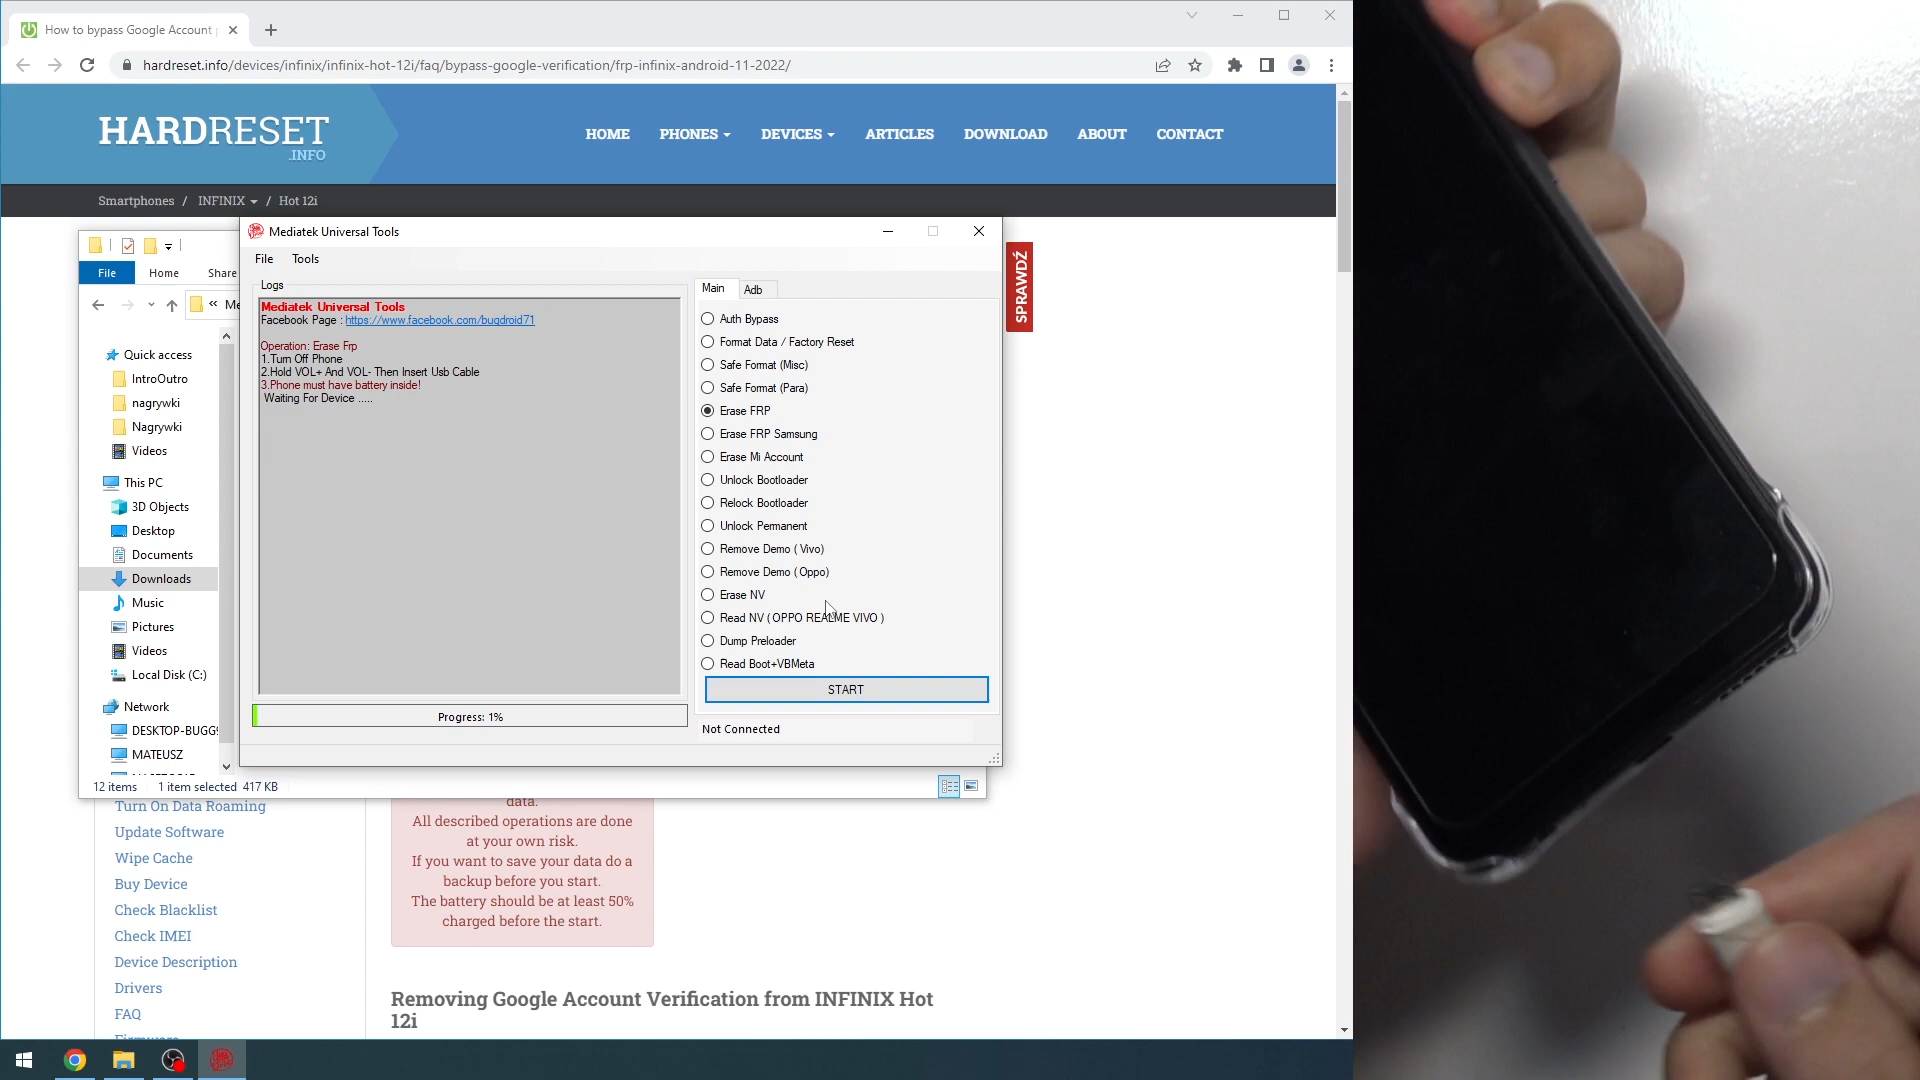 How to bypass Google Account
hardreset.info/devices/infinix/infinix-hot-12i/faq/bypass-google-verification/frp-infinix-android-11-2022/
HARDRESET
.INFO
HOME PHONES DEVICES ARTICLES DOWNLOAD ABOUT CONTACT
Smartphones / INFINIX / Hot 12i
SPRAWDŹ
File Home Share
« Me
Quick access
IntroOutro
nagrywki
Nagrywki
Videos
This PC
3D Objects
Desktop
Documents
Downloads
Music
Pictures
Videos
Local Disk (C:)
Network
MATEUSZ
12 items 1 item selected 417 KB
Mediatek Universal Tools
File Tools
Logs
Mediatek Universal Tools
Facebook Page : https://www.facebook.com/bugdroid71
Operation: Erase Frp
1.Turn Off Phone
2.Hold VOL+ And VOL- Then Insert Usb Cable
3.Phone must have battery inside!
Waiting For Device .....
Progress: 1%
Main Adb
Auth Bypass
Format Data / Factory Reset
Safe Format (Misc)
Safe Format (Para)
Erase FRP
Erase FRP Samsung
Erase Mi Account
Unlock Bootloader
Relock Bootloader
Unlock Permanent
Remove Demo ( Vivo)
Remove Demo ( Oppo)
Erase NV
Read NV ( OPPO REALME VIVO )
Dump Preloader
Read Boot+VBMeta
START
Not Connected
Turn On Data Roaming
Update Software
Wipe Cache
Buy Device
Check Blacklist
Check IMEI
Device Description
Drivers
FAQ
data.
All described operations are done
at your own risk.
If you want to save your data do a
backup before you start.
The battery should be at least 50%
charged before the start.
Removing Google Account Verification from INFINIX Hot
12i